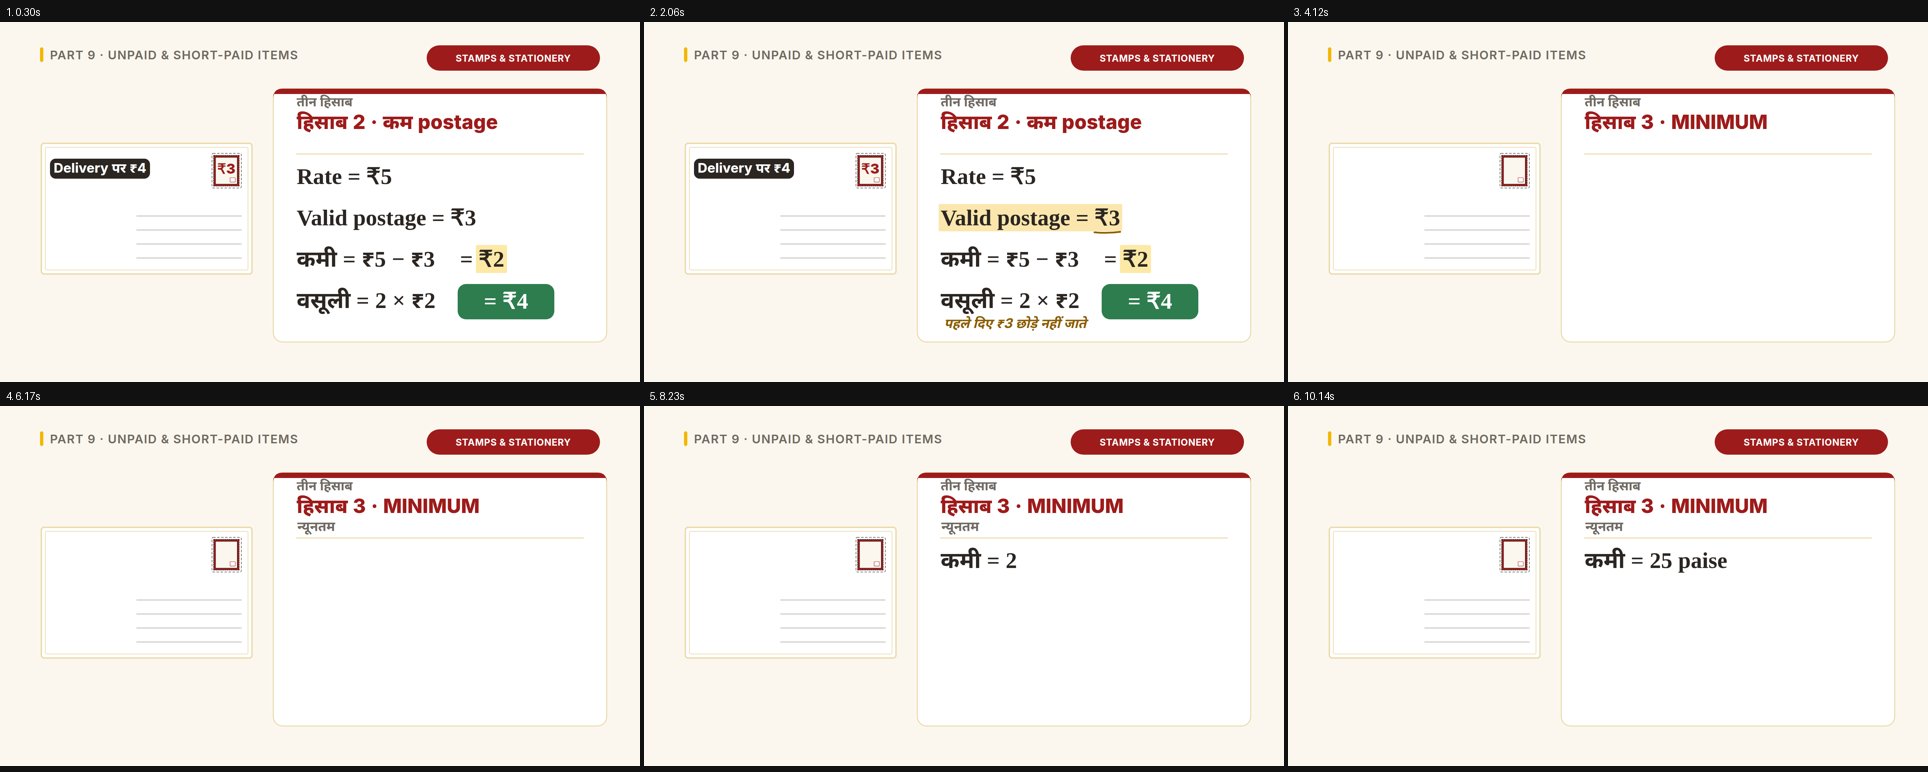 1. 0.30s
PART 9 · UNPAID & SHORT-PAID ITEMS
STAMPS & STATIONERY
Delivery पर ₹4
₹3
तीन हिसाब
हिसाब 2 · कम postage
Rate = ₹5
Valid postage = ₹3
कमी = ₹5 − ₹3 = ₹2
वसूली = 2 × ₹2 = ₹4
2. 2.06s
PART 9 · UNPAID & SHORT-PAID ITEMS
STAMPS & STATIONERY
Delivery पर ₹4
₹3
तीन हिसाब
हिसाब 2 · कम postage
Rate = ₹5
Valid postage = ₹3
कमी = ₹5 − ₹3 = ₹2
वसूली = 2 × ₹2 = ₹4
पहले दिए ₹3 छोड़े नहीं जाते
3. 4.12s
PART 9 · UNPAID & SHORT-PAID ITEMS
STAMPS & STATIONERY
तीन हिसाब
हिसाब 3 · MINIMUM
4. 6.17s
PART 9 · UNPAID & SHORT-PAID ITEMS
STAMPS & STATIONERY
तीन हिसाब
हिसाब 3 · MINIMUM
न्यूनतम
5. 8.23s
PART 9 · UNPAID & SHORT-PAID ITEMS
STAMPS & STATIONERY
तीन हिसाब
हिसाब 3 · MINIMUM
न्यूनतम
कमी = 2
6. 10.14s
PART 9 · UNPAID & SHORT-PAID ITEMS
STAMPS & STATIONERY
तीन हिसाब
हिसाब 3 · MINIMUM
न्यूनतम
कमी = 25 paise